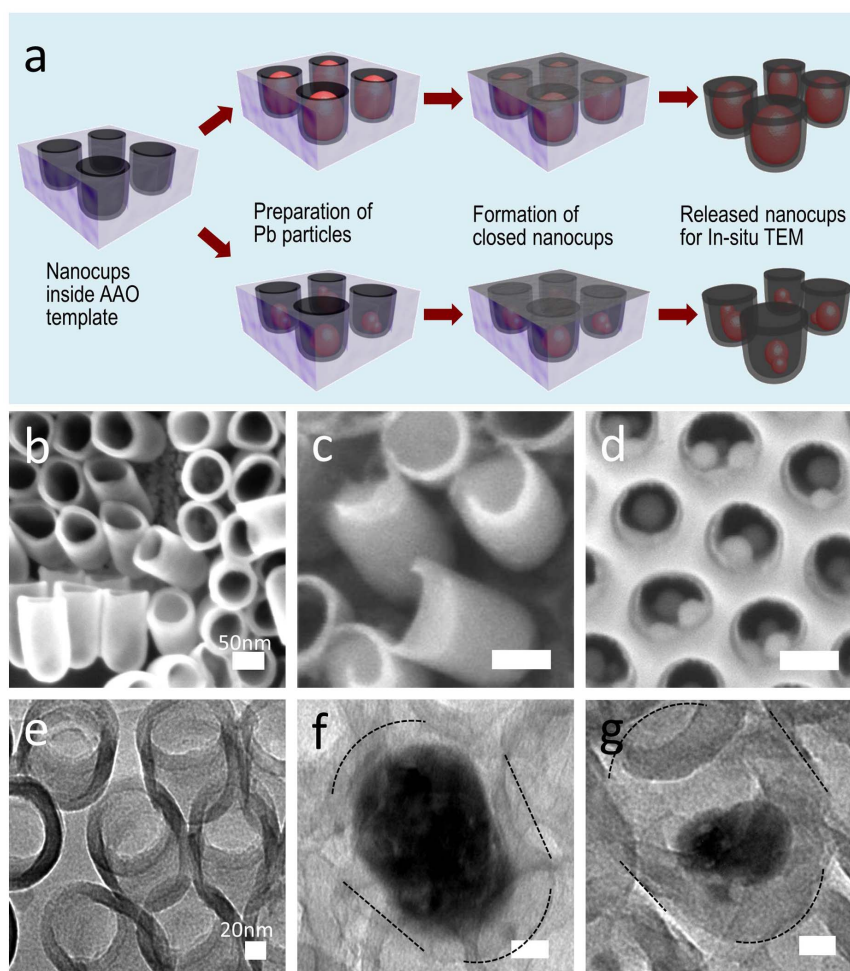 a
Preparation of
Pb particles
Formation of
closed nanocups
Released nanocups
for In-situ TEM
Nanocups
inside AAO
template
b
50nm
c
d
e
20nm
f
g